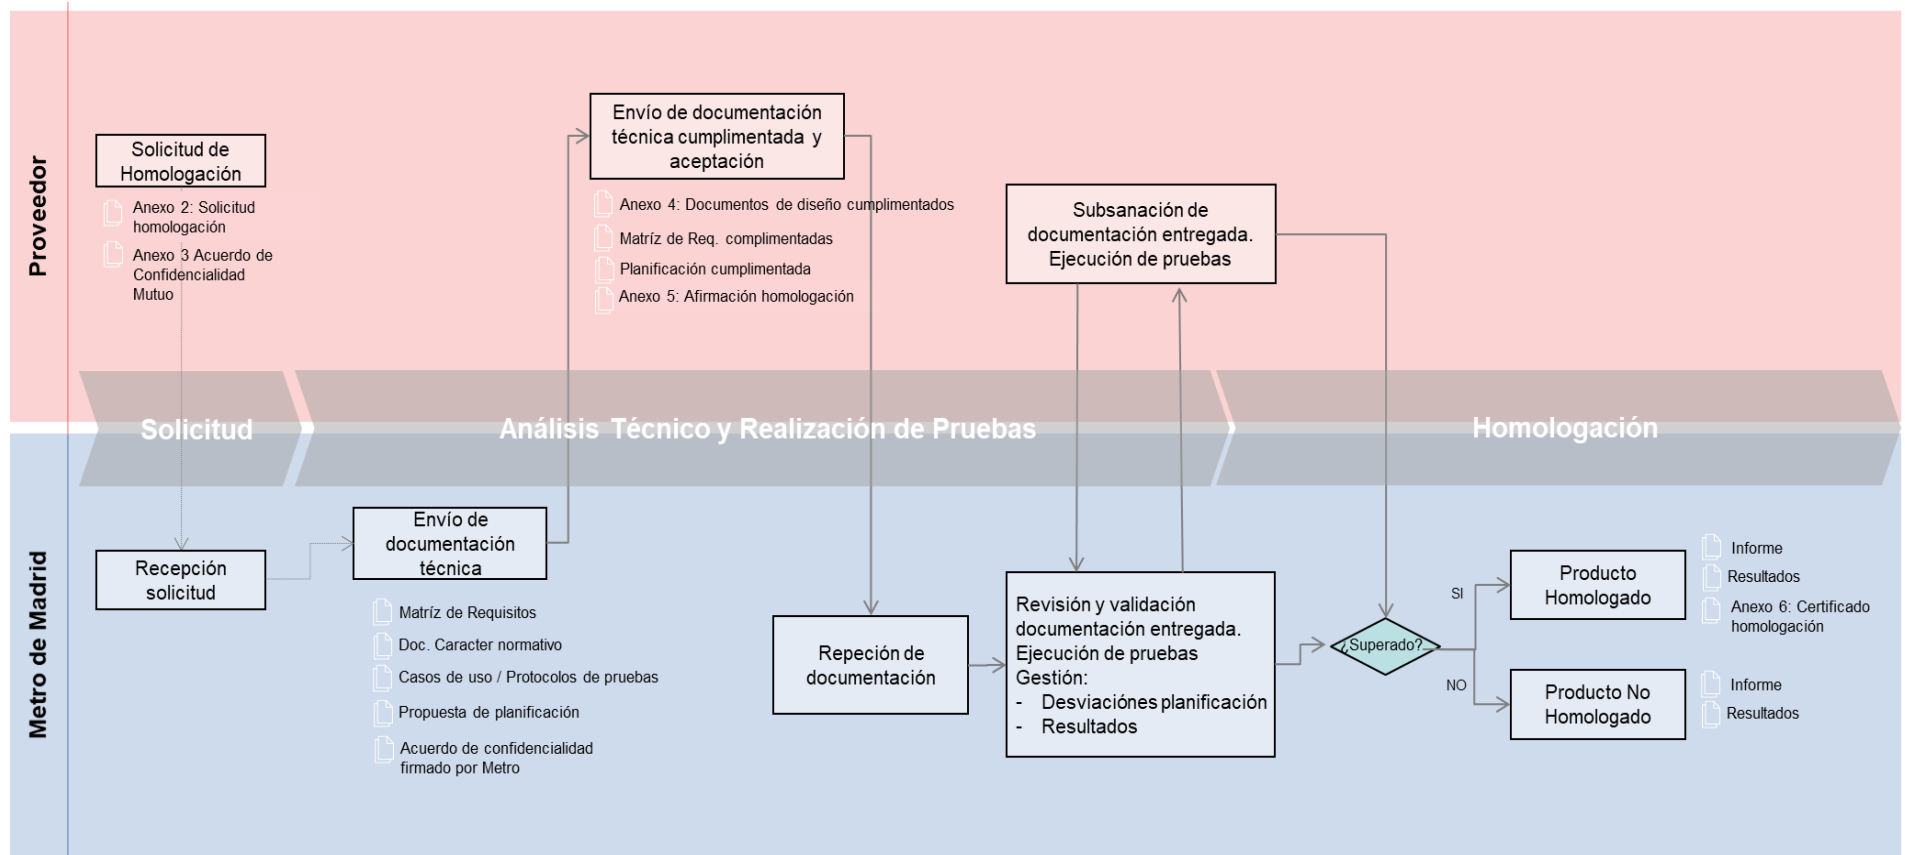 Proveedor
Solicitud de
Homologación
Anexo 2: Solicitud
homologación
Anexo 3 Acuerdo de
Confidencialidad
Mutuo
Envío de documentación
técnica cumplimentada y
aceptación
Anexo 4: Documentos de diseño cumplimentados
Matríz de Req. complimentadas
Planificación cumplimentada
Anexo 5: Afirmación homologación
Subsanación de
documentación entregada.
Ejecución de pruebas
Solicitud
Análisis Técnico y Realización de Pruebas
Homologación
Metro de Madrid
Recepción
solicitud
Envío de
documentación
técnica
Matríz de Requisitos
Doc. Caracter normativo
Casos de uso / Protocolos de pruebas
Propuesta de planificación
Acuerdo de confidencialidad
firmado por Metro
Repeción de
documentación
Revisión y validación
documentación entregada.
Ejecución de pruebas
Gestión:
- Desviaciónes planificación
- Resultados
¿Superado?
SI
NO
Producto
Homologado
Informe
Resultados
Anexo 6: Certificado
homologación
Producto No
Homologado
Informe
Resultados